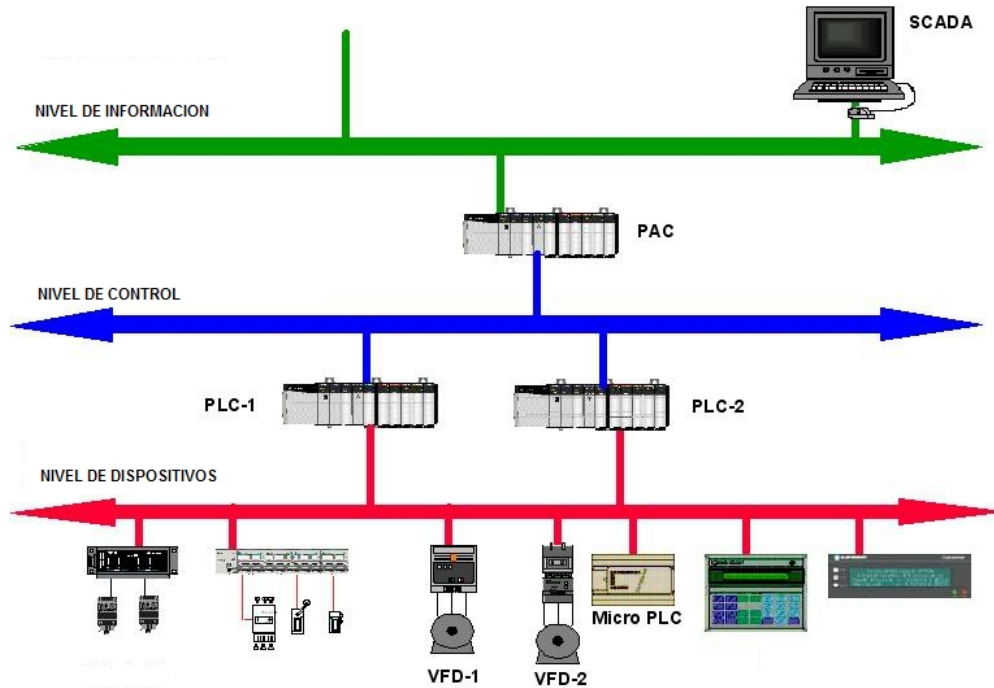 SCADA
NIVEL DE INFORMACION
PAC
NIVEL DE CONTROL
PLC-1
PLC-2
NIVEL DE DISPOSITIVOS
Micro PLC
VFD-1
VFD-2